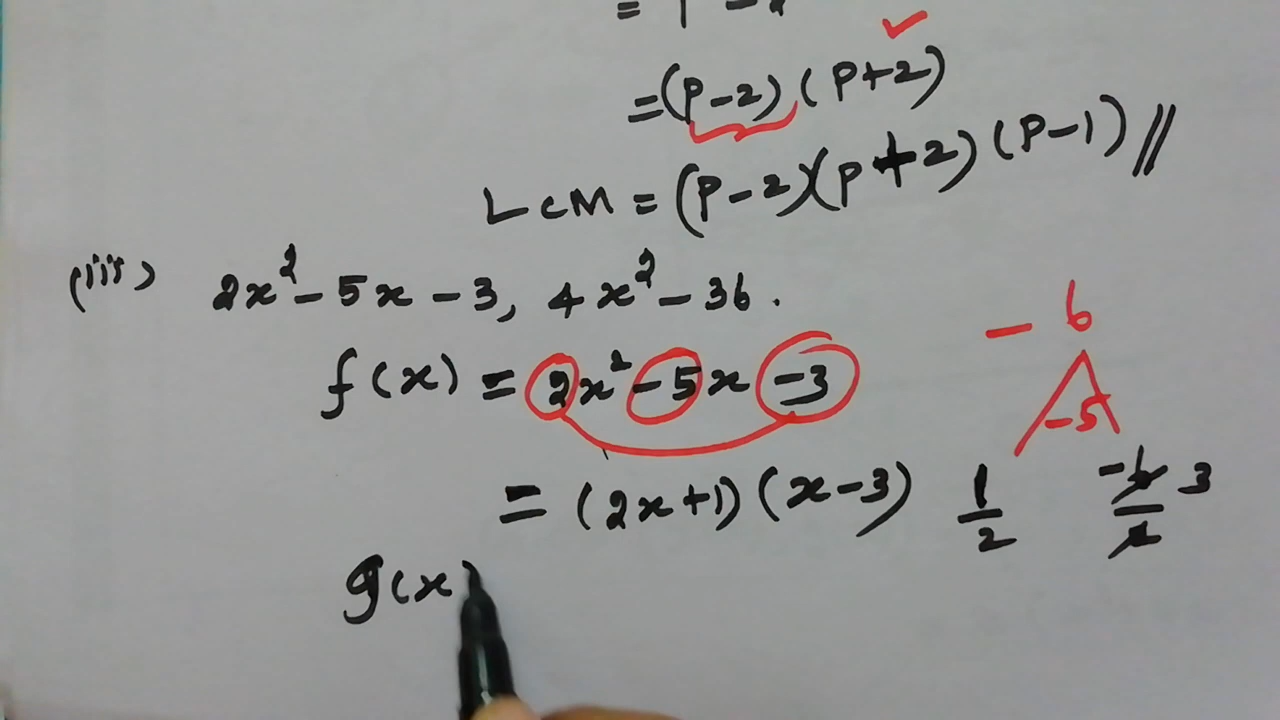 = (P-2)(P+2)
LCM = (P-2)(P+2)(P-1)//
(iii) 2x²-5x-3, 4x²-36.
f(x) = 2x²-5x-3
-6
-5
= (2x+1)(x-3) 1/2 -6/2 3
g(x)